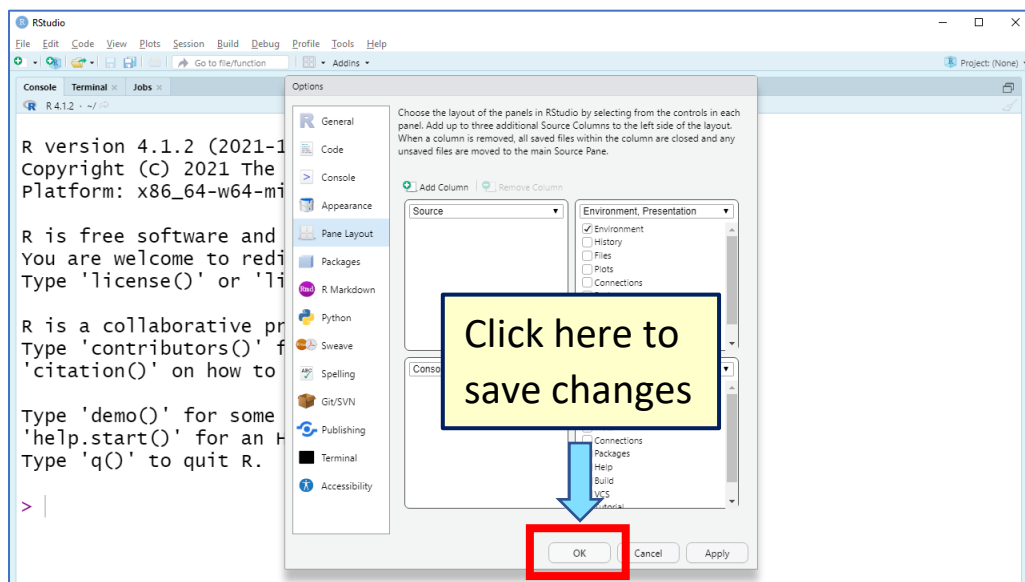 RStudio
File Edit Code View Plots Session Build Debug Profile Tools Help
Go to file/function Addins
Project: (None)
Console Terminal Jobs
R 4.1.2 · ~/
R version 4.1.2 (2021-1
Copyright (C) 2021 The
Platform: x86_64-w64-mi
R is free software and
You are welcome to redi
Type 'license()' or 'li
R is a collaborative pr
Type 'contributors()' f
'citation()' on how to
Type 'demo()' for some
'help.start()' for an H
Type 'q()' to quit R.
>
Options
General
Code
Console
Appearance
Pane Layout
Packages
R Markdown
Python
Sweave
Spelling
Git/SVN
Publishing
Terminal
Accessibility
Choose the layout of the panels in RStudio by selecting from the controls in each
panel. Add up to three additional Source Columns to the left side of the layout.
When a column is removed, all saved files within the column are closed and any
unsaved files are moved to the main Source Pane.
Add Column Remove Column
Source
Environment, Presentation
Environment
History
Files
Plots
Connections
Click here to
save changes
Conso
Connections
Packages
Help
Build
VCS
Tutorial
OK Cancel Apply